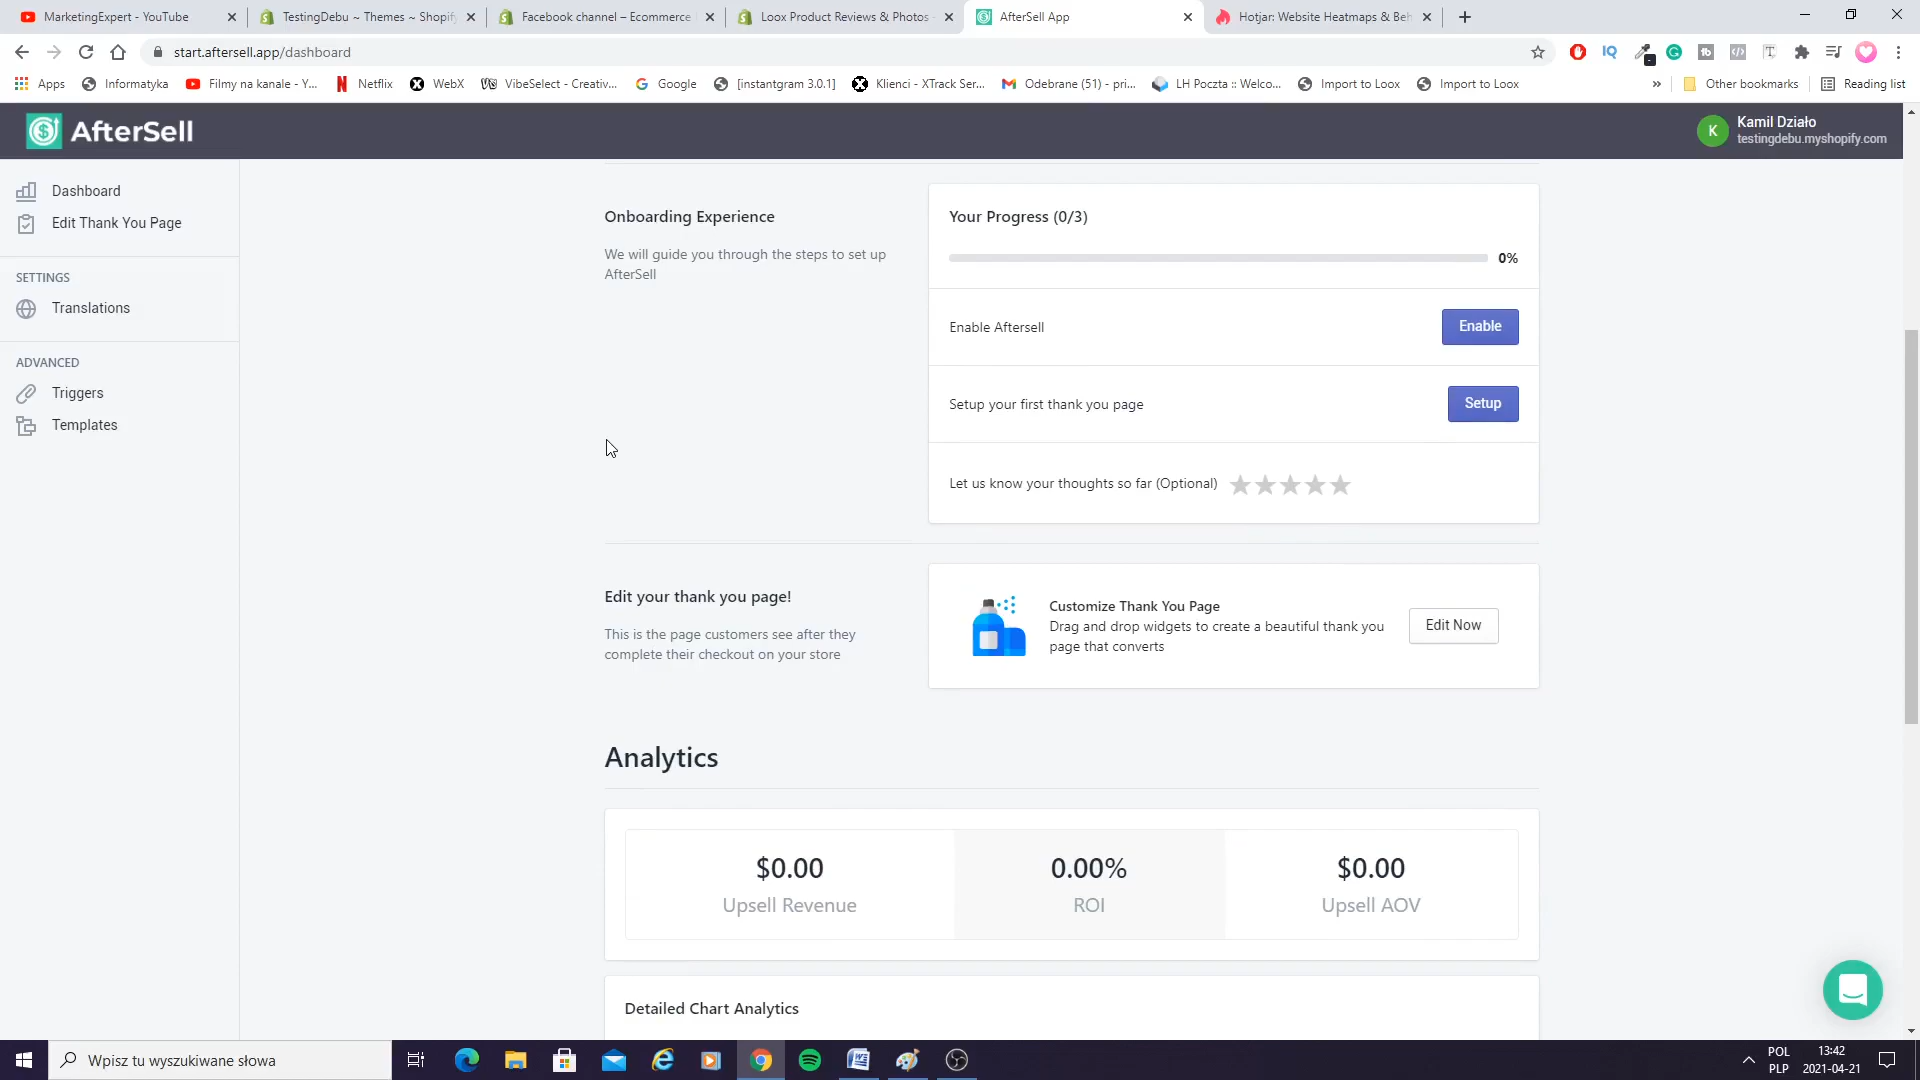 MarketingExpert - YouTube
TestingDebu ~ Themes ~ Shopify
Facebook channel – Ecommerce
Loox Product Reviews & Photos -
AfterSell App
Hotjar: Website Heatmaps & Beh
start.aftersell.app/dashboard
Apps
Informatyka
Filmy na kanale - Y...
Netflix
WebX
VibeSelect - Creativ...
Google
[instantgram 3.0.1]
Klienci - XTrack Ser...
Odebrane (51) - pri...
LH Poczta :: Welco...
Import to Loox
Import to Loox
»
Other bookmarks
Reading list
AfterSell
K
Kamil Działo
testingdebu.myshopify.com
Dashboard
Edit Thank You Page
SETTINGS
Translations
ADVANCED
Triggers
Templates
Onboarding Experience
We will guide you through the steps to set up
AfterSell
Your Progress (0/3)
0%
Enable Aftersell
Enable
Setup your first thank you page
Setup
Let us know your thoughts so far (Optional)
Edit your thank you page!
This is the page customers see after they
complete their checkout on your store
Customize Thank You Page
Drag and drop widgets to create a beautiful thank you
page that converts
Edit Now
Analytics
$0.00
Upsell Revenue
0.00%
ROI
$0.00
Upsell AOV
Detailed Chart Analytics
Wpisz tu wyszukiwane słowa
POL
PLP
13:42
2021-04-21